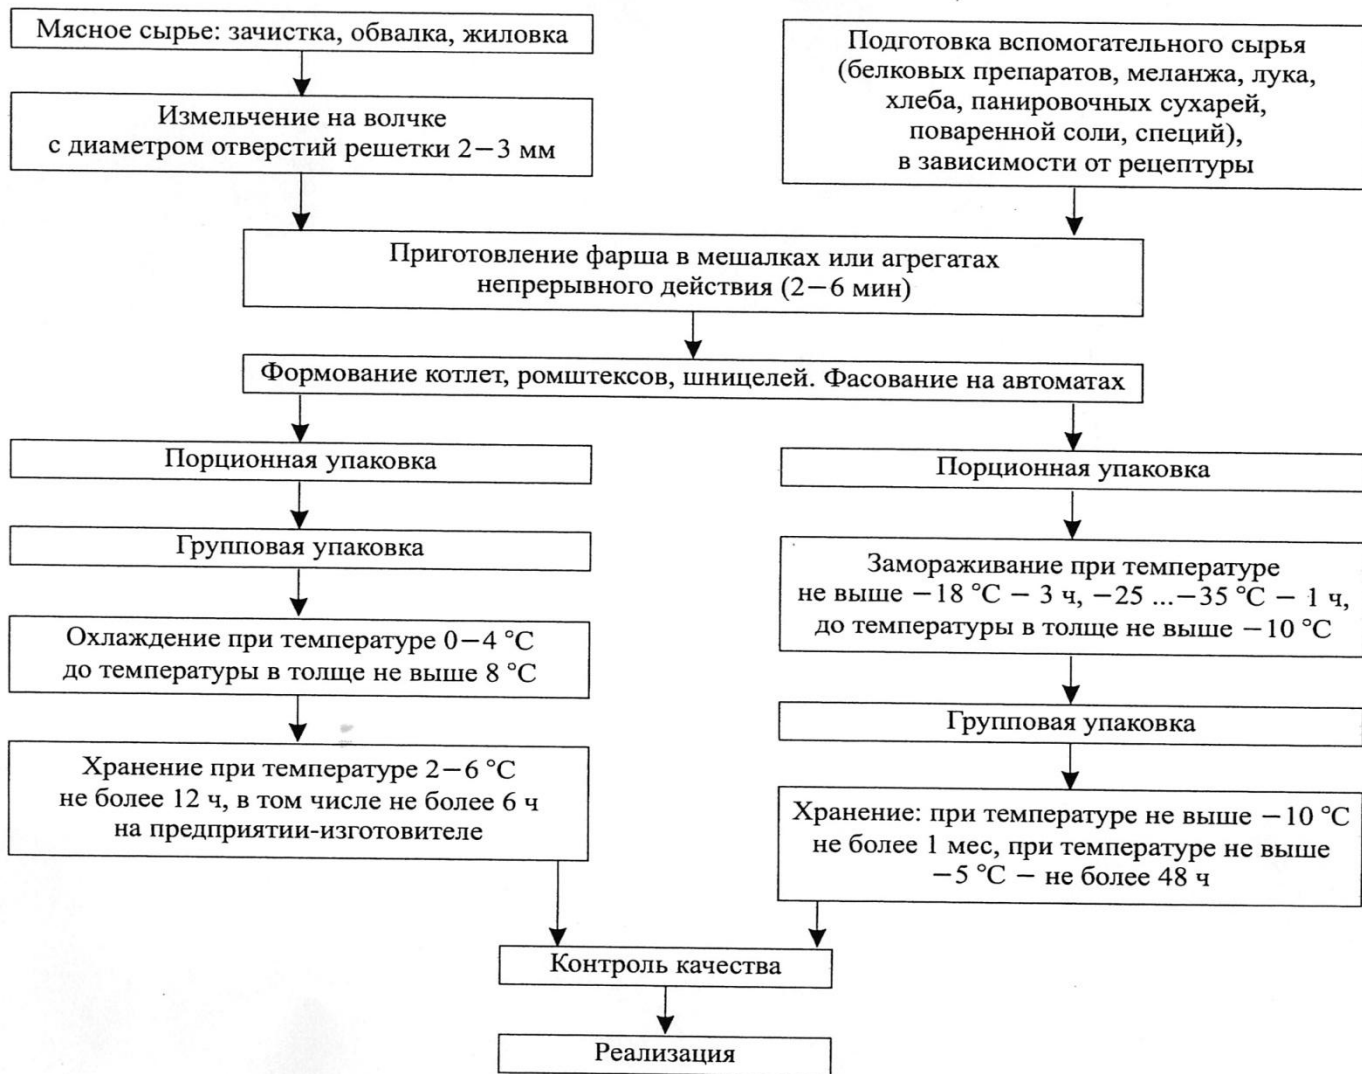 Мясное сырье: зачистка, обвалка, жиловка
Измельчение на волчке
с диаметром отверстий решетки 2–3 мм
Подготовка вспомогательного сырья
(белковых препаратов, меланжа, лука,
хлеба, панировочных сухарей,
поваренной соли, специй),
в зависимости от рецептуры
Приготовление фарша в мешалках или агрегатах
непрерывного действия (2–6 мин)
Формование котлет, ромштексов, шницелей. Фасование на автоматах
Порционная упаковка
Групповая упаковка
Охлаждение при температуре 0–4 °С
до температуры в толще не выше 8 °С
Хранение при температуре 2–6 °С
не более 12 ч, в том числе не более 6 ч
на предприятии-изготовителе
Порционная упаковка
Замораживание при температуре
не выше –18 °С – 3 ч, –25 ...–35 °С – 1 ч,
до температуры в толще не выше –10 °С
Групповая упаковка
Хранение: при температуре не выше –10 °С
не более 1 мес, при температуре не выше
–5 °С – не более 48 ч
Контроль качества
Реализация